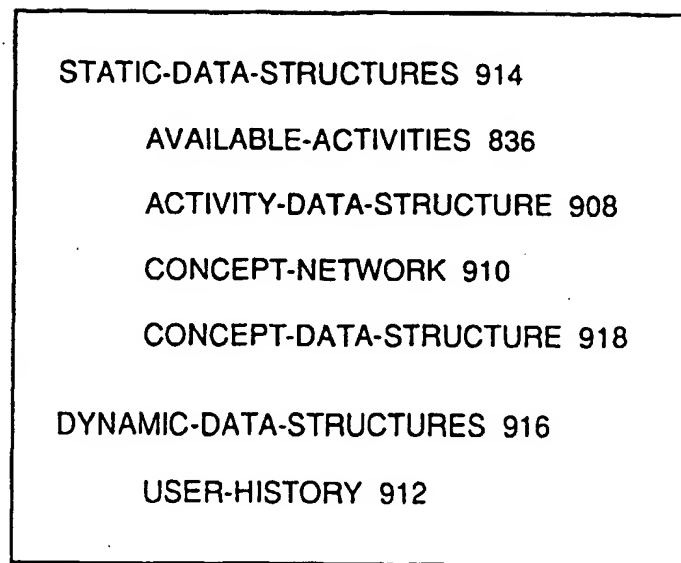 STATIC-DATA-STRUCTURES 914
AVAILABLE-ACTIVITIES 836
ACTIVITY-DATA-STRUCTURE 908
CONCEPT-NETWORK 910
CONCEPT-DATA-STRUCTURE 918
DYNAMIC-DATA-STRUCTURES 916
USER-HISTORY 912